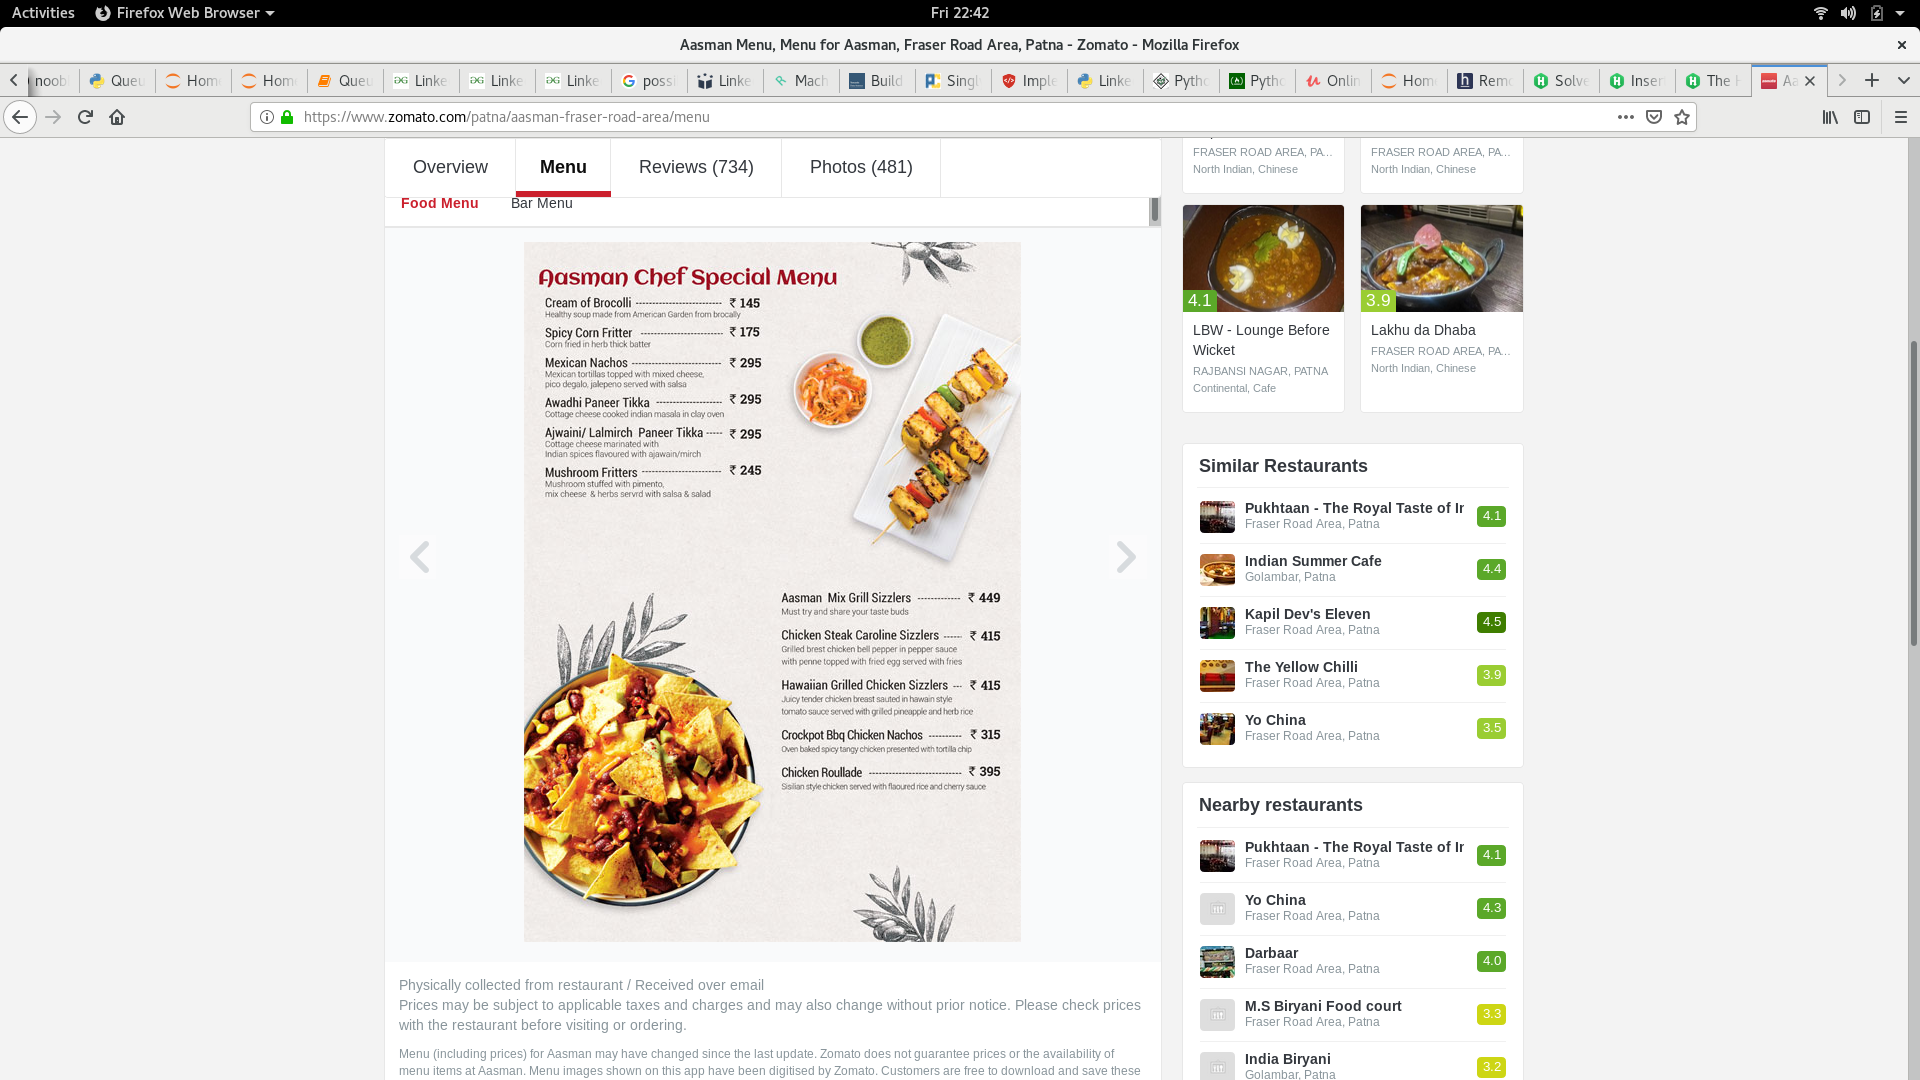 Activities
Firefox Web Browser
Fri 22:42
Aasman Menu, Menu for Aasman, Fraser Road Area, Patna - Zomato - Mozilla Firefox
noob
Queu
Home
Home
Queu
Linke
Linke
Linke
possi
Linke
Mach
Build
Singl
Imple
Linke
Pytho
Pytho
Onlin
Home
Remo
Solve
Inser
The H
Aa
https://www.zomato.com/patna/aasman-fraser-road-area/menu
Overview
Menu
Reviews (734)
Photos (481)
Food Menu
Bar Menu
Aasman Chef Special Menu
Cream of Brocolli ---------------------------- ₹ 145
Healthy soup made from American Garden from brocally
Spicy Corn Fritter --------------------------- ₹ 175
Corn fried in herb thick batter
Mexican Nachos ----------------------------- ₹ 295
Mexican tortillas topped with mixed cheese,
pico degalo, jalepeno served with salsa
Awadhi Paneer Tikka --------------------- ₹ 295
Cottage cheese cooked indian masala in clay oven
Ajwaini/ Lalmirch Paneer Tikka ----- ₹ 295
Cottage cheese marinated with
Indian spices flavoured with ajawain/mirch
Mushroom Fritters ------------------------- ₹ 245
Mushroom stuffed with pimento,
mix cheese & herbs servrd with salsa & salad
Aasman Mix Grill Sizzlers ------------- ₹ 449
Must try and share your taste buds
Chicken Steak Caroline Sizzlers ----- ₹ 415
Grilled brest chicken bell pepper in pepper sauce
with penne topped with fried egg served with fries
Hawaiian Grilled Chicken Sizzlers --- ₹ 415
Juicy tender chicken breast sauted in hawain style
tomato sauce served with grilled pineapple and herb rice
Crockpot Bbq Chicken Nachos ---------- ₹ 315
Oven baked spicy tangy chicken presented with tortilla chip
Chicken Roullade ---------------------------- ₹ 395
Sisilian style chicken served with flaoured rice and cherry sauce
Physically collected from restaurant / Received over email
Prices may be subject to applicable taxes and charges and may also change without prior notice. Please check prices
with the restaurant before visiting or ordering.
Menu (including prices) for Aasman may have changed since the last update. Zomato does not guarantee prices or the availability of
menu items at Aasman. Menu images shown on this app have been digitised by Zomato. Customers are free to download and save these
FRASER ROAD AREA, PA...
North Indian, Chinese
FRASER ROAD AREA, PA...
North Indian, Chinese
4.1
LBW - Lounge Before
Wicket
RAJBANSI NAGAR, PATNA
Continental, Cafe
3.9
Lakhu da Dhaba
FRASER ROAD AREA, PA...
North Indian, Chinese
Similar Restaurants
Pukhtaan - The Royal Taste of Ir
4.1
Fraser Road Area, Patna
Indian Summer Cafe
4.4
Golambar, Patna
Kapil Dev's Eleven
4.5
Fraser Road Area, Patna
The Yellow Chilli
3.9
Fraser Road Area, Patna
Yo China
3.5
Fraser Road Area, Patna
Nearby restaurants
Pukhtaan - The Royal Taste of Ir
4.1
Fraser Road Area, Patna
Yo China
4.3
Fraser Road Area, Patna
Darbaar
4.0
Fraser Road Area, Patna
M.S Biryani Food court
3.3
Fraser Road Area, Patna
India Biryani
3.2
Golambar, Patna